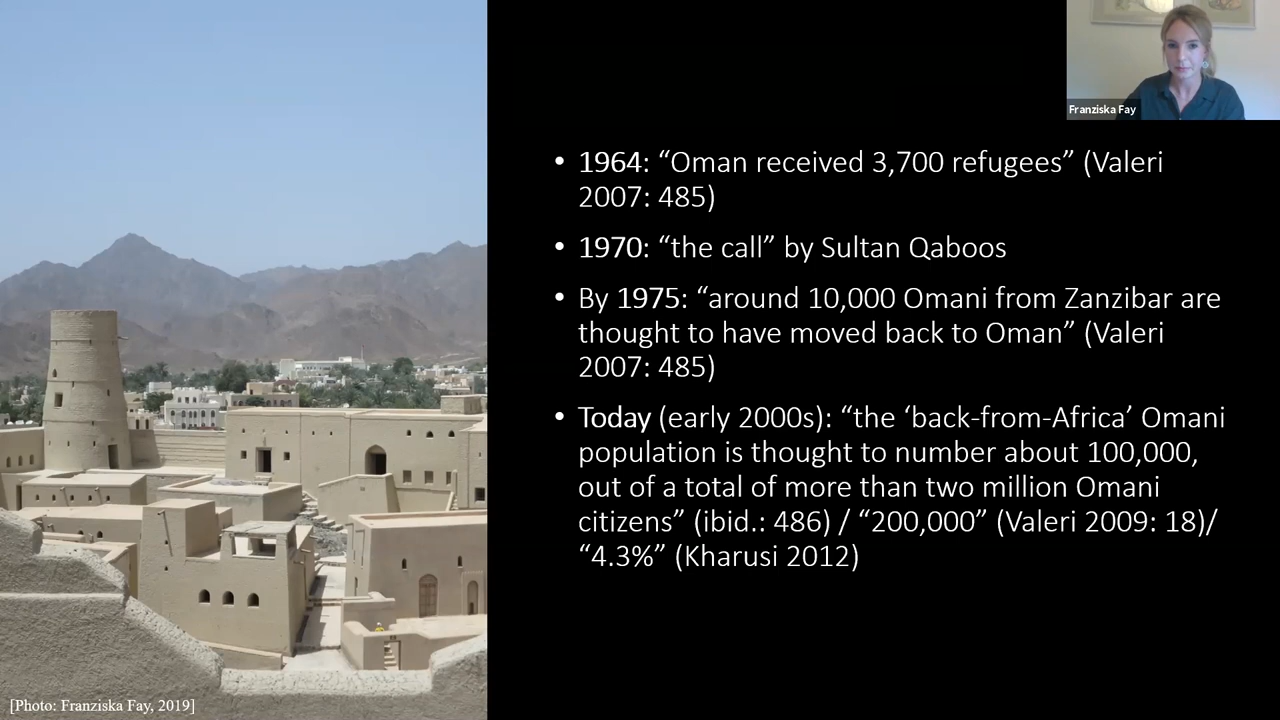 Franziska Fay
• 1964: “Oman received 3,700 refugees” (Valeri
2007: 485)
• 1970: “the call” by Sultan Qaboos
• By 1975: “around 10,000 Omani from Zanzibar are
thought to have moved back to Oman” (Valeri
2007: 485)
• Today (early 2000s): “the ‘back-from-Africa’ Omani
population is thought to number about 100,000,
out of a total of more than two million Omani
citizens” (ibid.: 486) / “200,000” (Valeri 2009: 18)/
“4.3%” (Kharusi 2012)
[Photo: Franziska Fay, 2019]